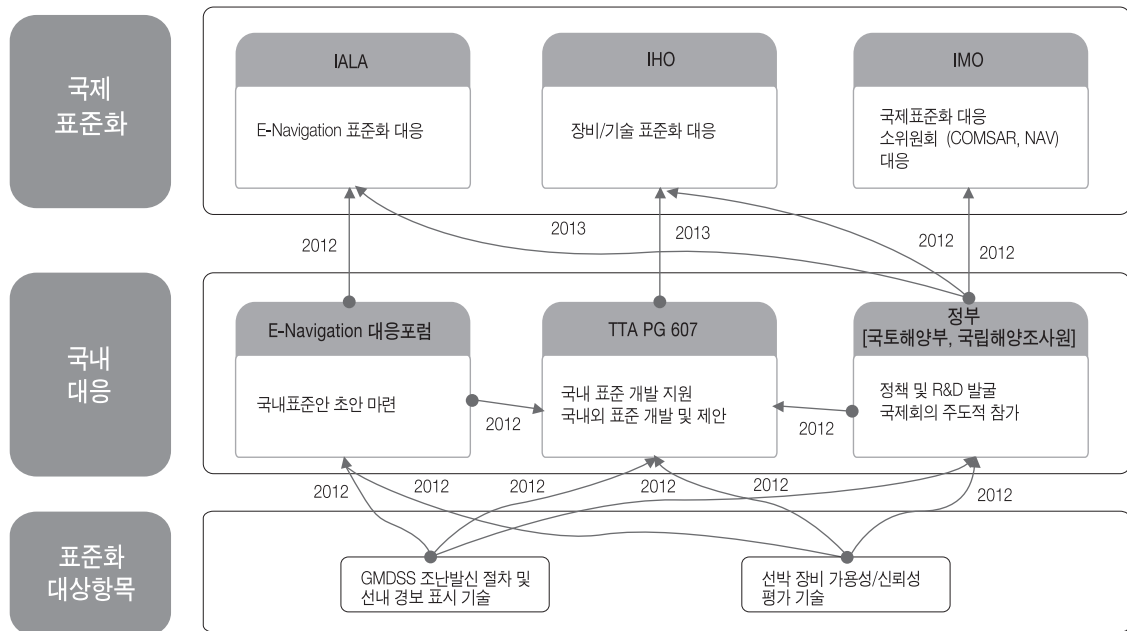 국제
표준화
IALA
E-Navigation 표준화 대응
IHO
장비/기술 표준화 대응
IMO
국제표준화 대응
소위원회 (COMSAR, NAV)
대응
2012
2013
2013
2012
2012
국내
대응
E-Navigation 대응포럼
국내표준안 초안 마련
2012
TTA PG 607
국내 표준 개발 지원
국내외 표준 개발 및 제안
2012
정부
[국토해양부, 국립해양조사원]
정책 및 R&D 발굴
국제회의 주도적 참가
2012
2012
2012
2012
2012
2012
표준화
대상항목
GMDSS 조난발신 절차 및
선내 경보 표시 기술
선박 장비 가용성/신뢰성
평가 기술